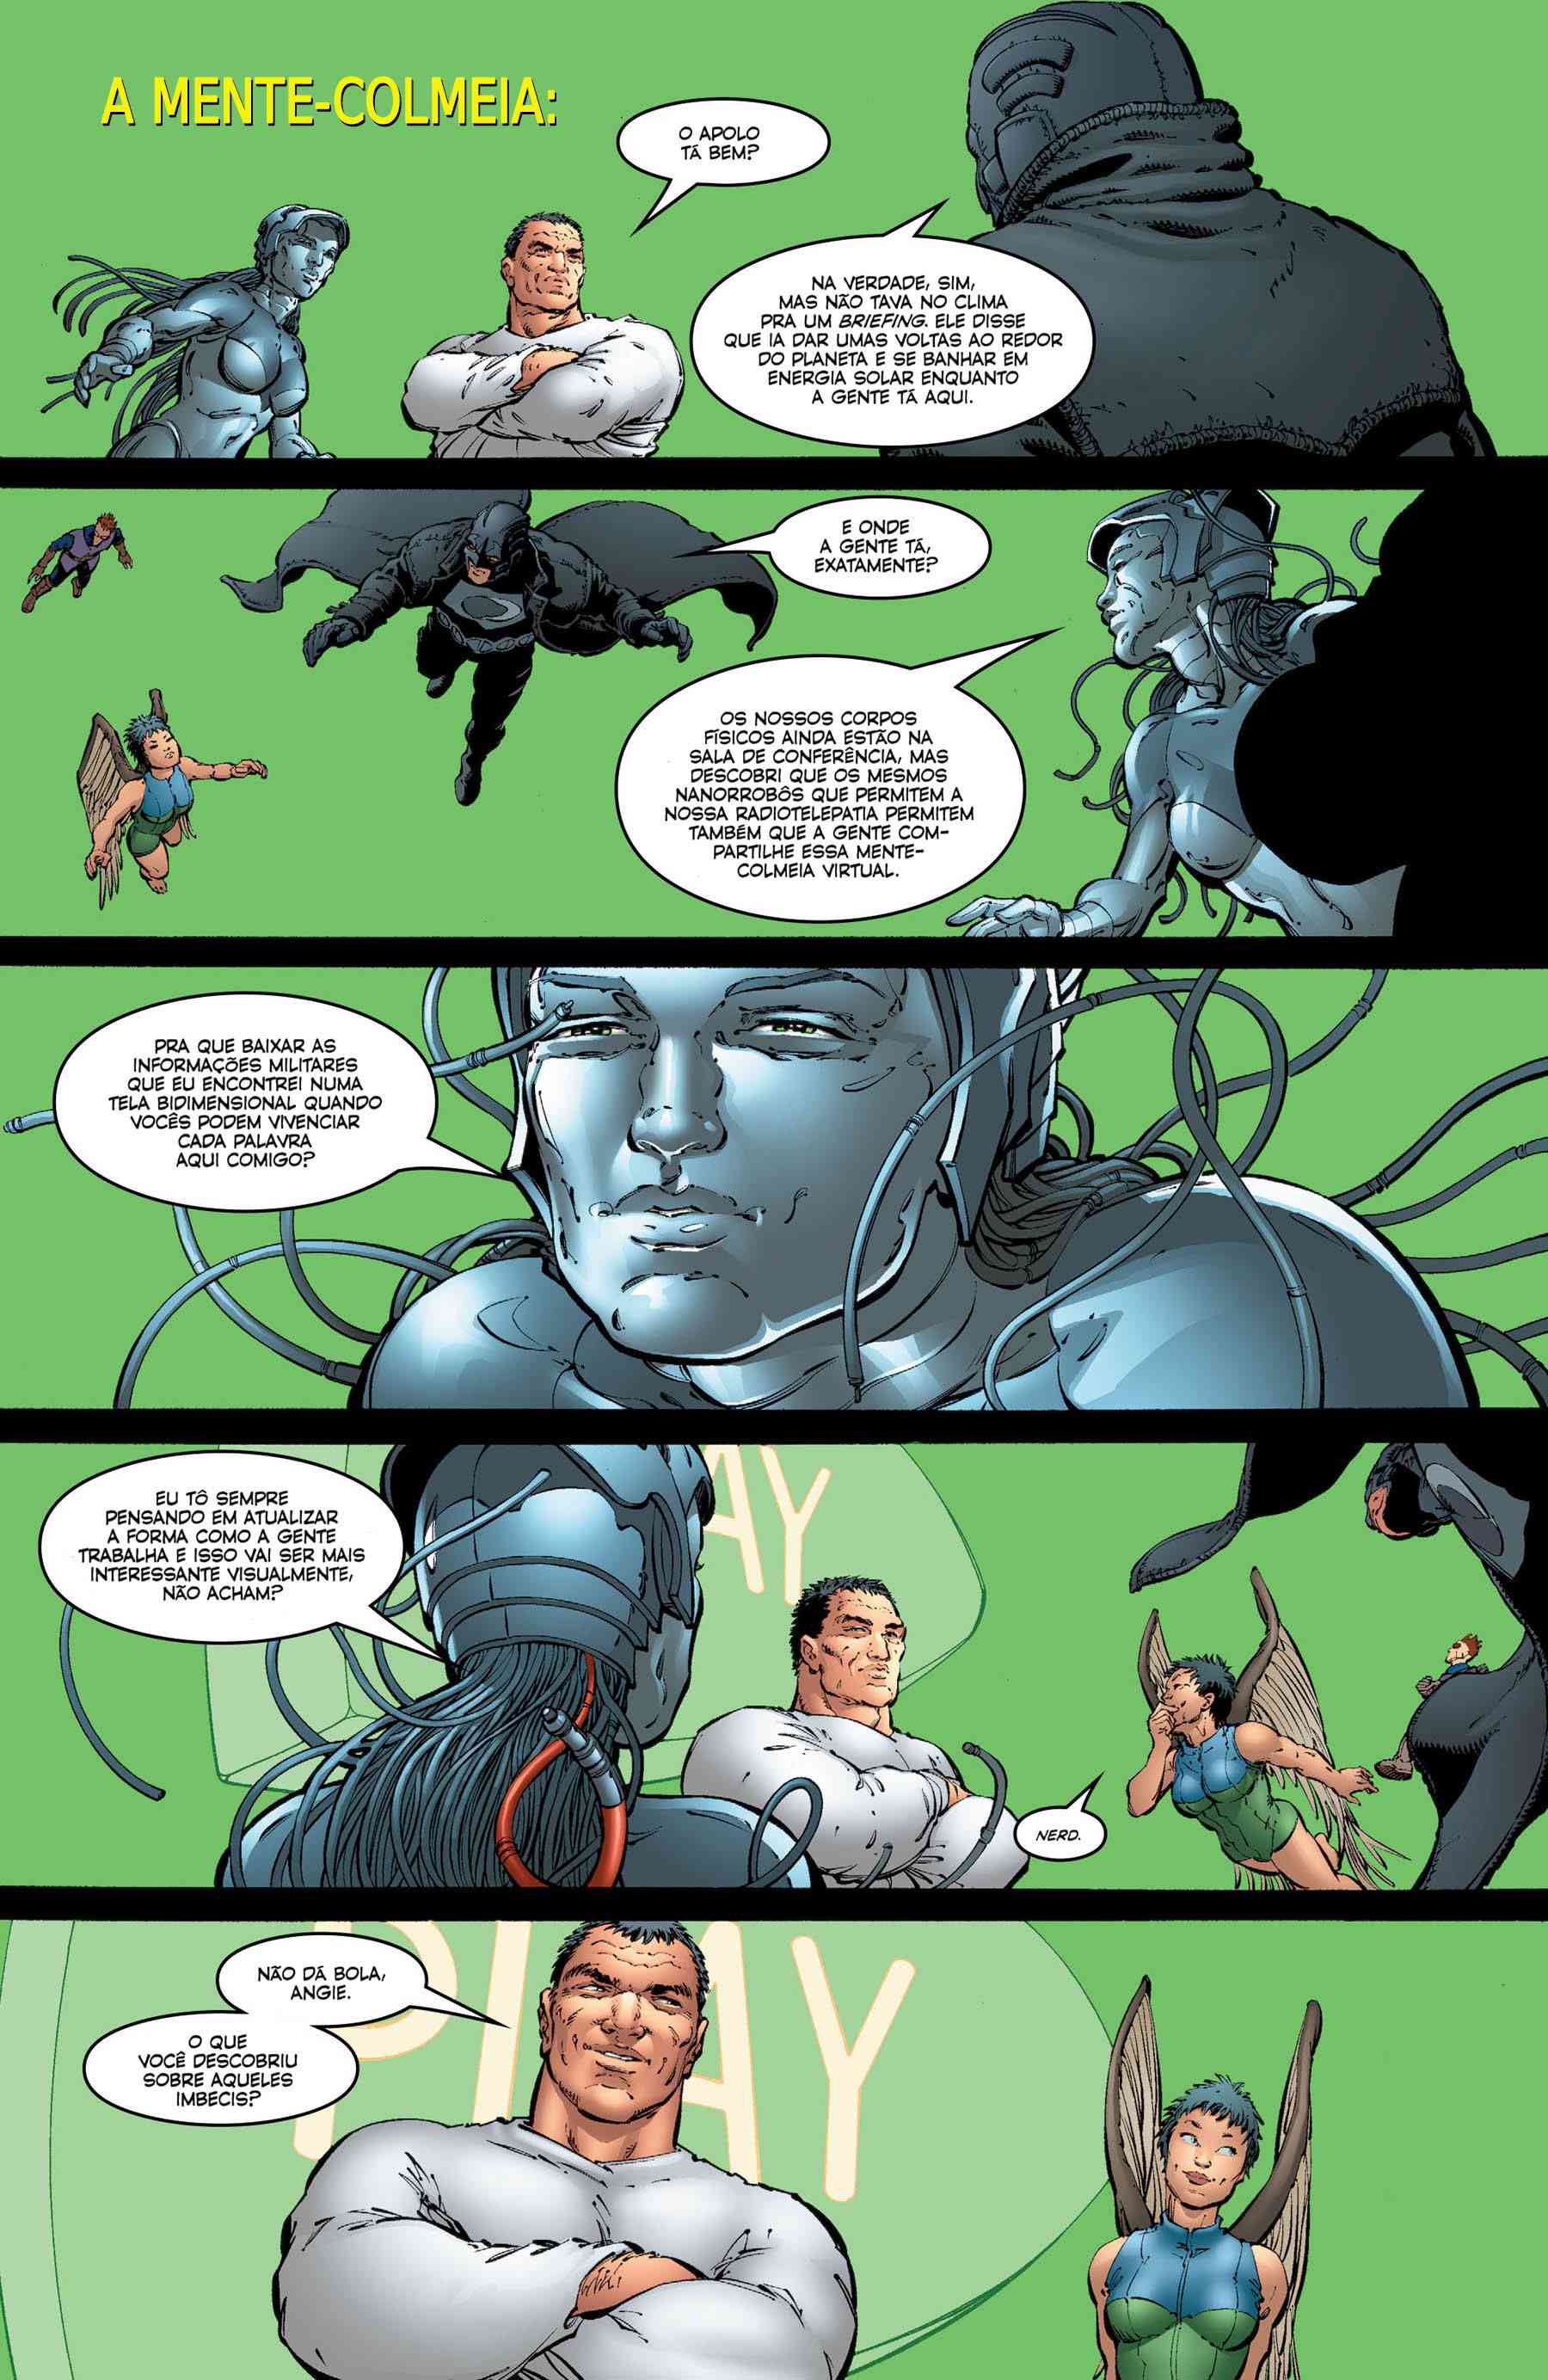 A MENTE-COLMEIA:
O APOLO
TÁ BEM?
NA VERDADE, SIM,
MAS NÃO TAVA NO CLIMA
PRA UM BRIEFING. ELE DISSE
QUE IA DAR UMAS VOLTAS AO REDOR
DO PLANETA E SE BANHAR EM
ENERGIA SOLAR ENQUANTO
A GENTE TÁ AQUI.
E ONDE
A GENTE TÁ,
EXATAMENTE?
OS NOSSOS CORPOS
FÍSICOS AINDA ESTÃO NA
SALA DE CONFERÊNCIA, MAS
DESCOBRI QUE OS MESMOS
NANORROBÔS QUE PERMITEM A
NOSSA RADIOTELEPATIA PERMITEM
TAMBÉM QUE A GENTE COM-
PARTILHE ESSA MENTE-
COLMEIA VIRTUAL.
PRA QUE BAIXAR AS
INFORMAÇÕES MILITARES
QUE EU ENCONTREI NUMA
TELA BIDIMENSIONAL QUANDO
VOCÊS PODEM VIVENCIAR
CADA PALAVRA
AQUI COMIGO?
EU TÔ SEMPRE
PENSANDO EM ATUALIZAR
A FORMA COMO A GENTE
TRABALHA E ISSO VAI SER MAIS
INTERESSANTE VISUALMENTE,
NÃO ACHAM?
AY
NERD.
NÃO DÁ BOLA,
ANGIE.
O QUE
VOCÊ DESCOBRIU
SOBRE AQUELES
IMBECIS?
PLAY